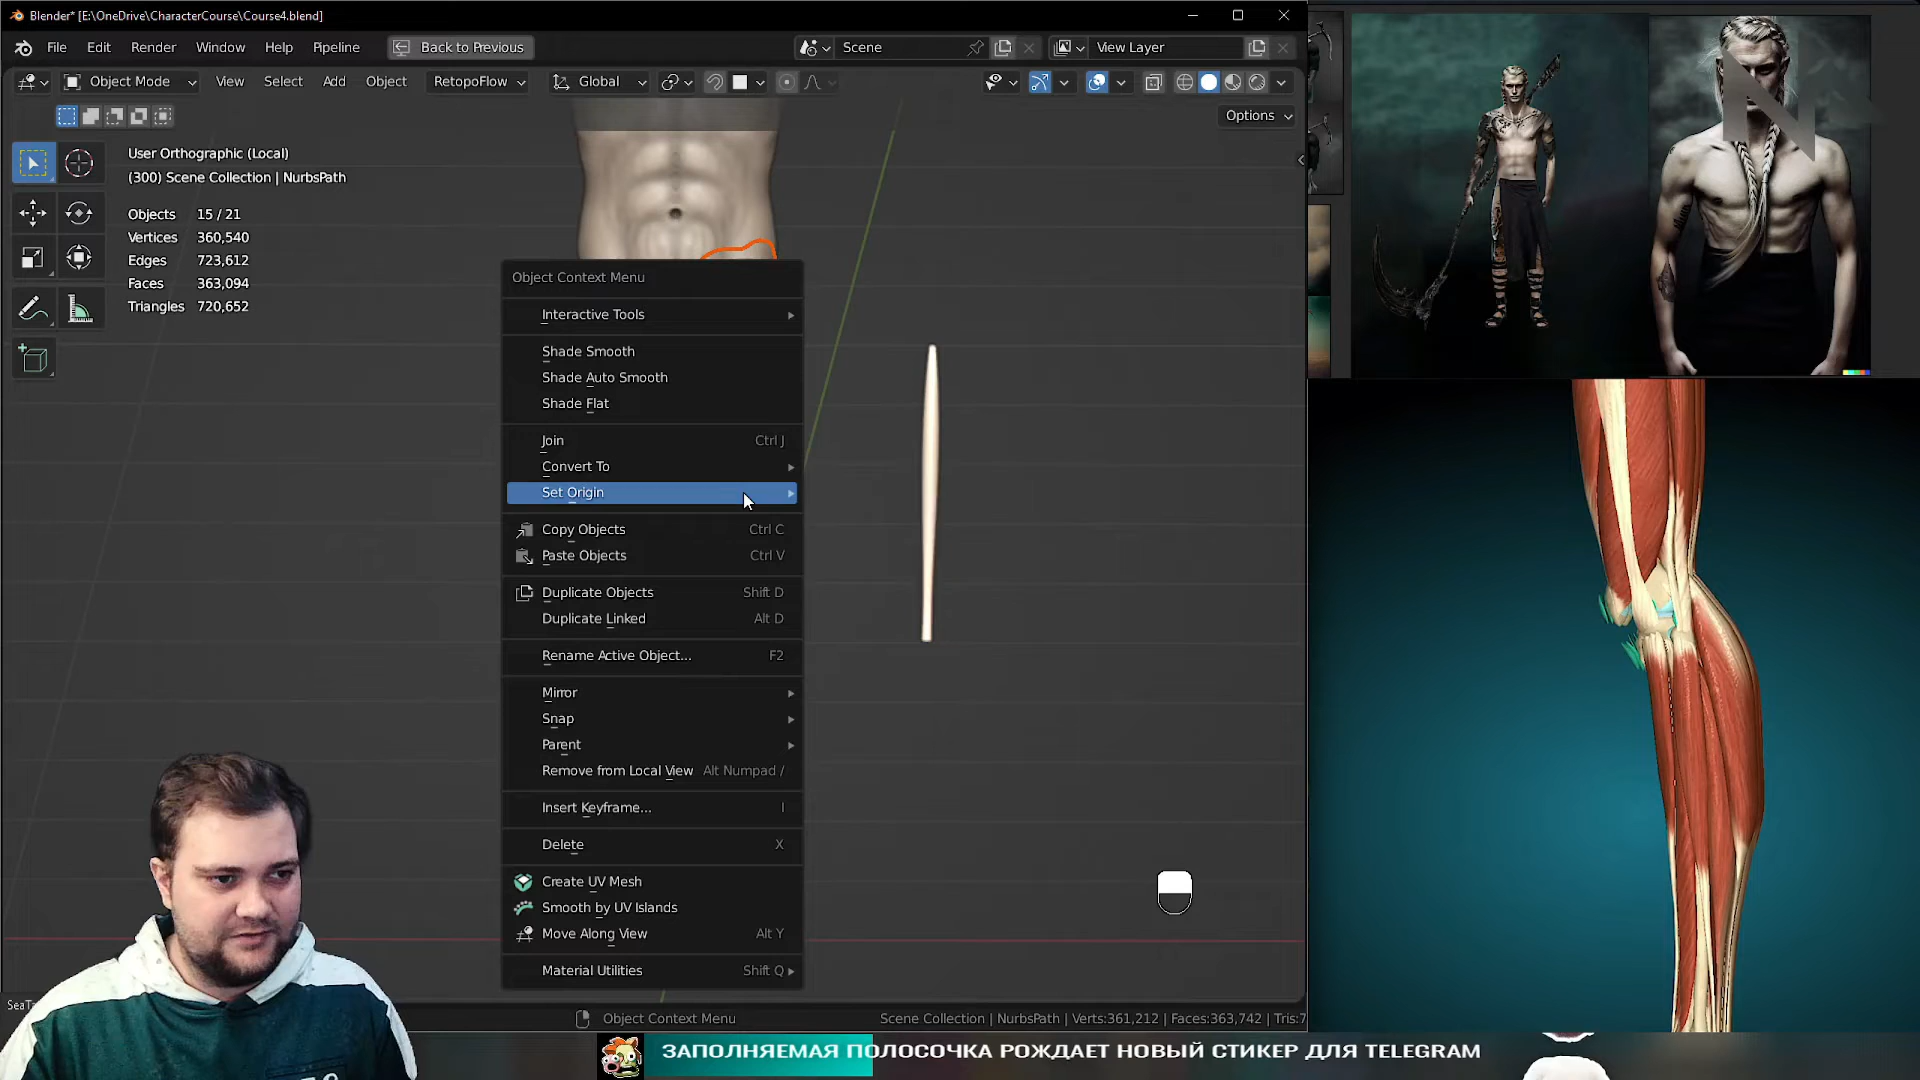 Blender* [E:\OneDrive\CharacterCourse\Course4.blend]
File Edit Render Window Help Pipeline Back to Previous Scene View Layer
Object Mode View Select Add Object RetopoFlow Global
Options
User Orthographic (Local)
(300) Scene Collection | NurbsPath
Objects 15 / 21
Vertices 360,540
Edges 723,612
Faces 363,094
Triangles 720,652
Object Context Menu
Interactive Tools
Shade Smooth
Shade Auto Smooth
Shade Flat
Join Ctrl J
Convert To
Set Origin
Copy Objects Ctrl C
Paste Objects Ctrl V
Duplicate Objects Shift D
Duplicate Linked Alt D
Rename Active Object... F2
Mirror
Snap
Parent
Remove from Local View Alt Numpad /
Insert Keyframe... I
Delete X
Create UV Mesh
Smooth by UV Islands
Move Along View Alt Y
Material Utilities Shift Q
Object Context Menu
Scene Collection | NurbsPath | Verts:361,212 | Faces:363,742 | Tris:7
ЗАПОЛНЯЕМАЯ ПОЛОСОЧКА РОЖДАЕТ НОВЫЙ СТИКЕР ДЛЯ TELEGRAM